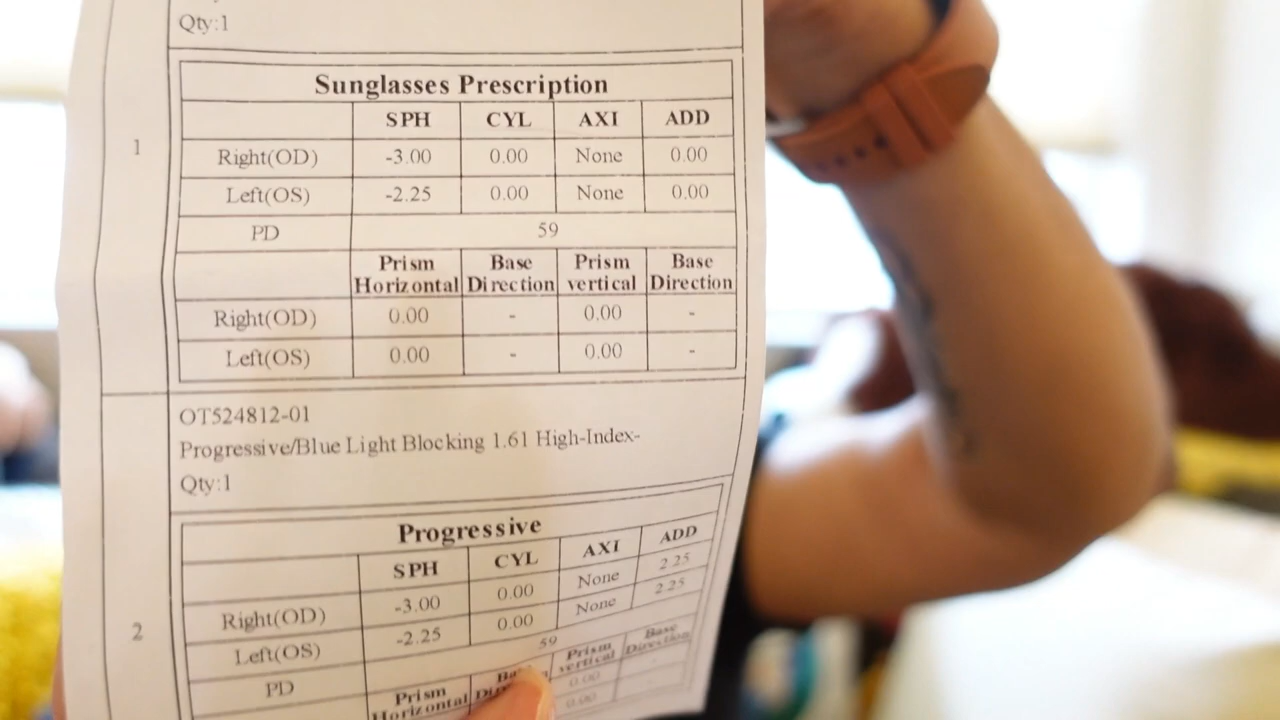 Qty:1
Sunglasses Prescription
SPH CYL AXI ADD
1
Right(OD) -3.00 0.00 None 0.00
Left(OS) -2.25 0.00 None 0.00
PD 59
Prism Horizontal Base Direction Prism vertical Base Direction
Right(OD) 0.00 - 0.00 -
Left(OS) 0.00 - 0.00 -
OT524812-01
Progressive/Blue Light Blocking 1.61 High-Index-
Qty:1
Progressive
SPH CYL AXI ADD
2
Right(OD) -3.00 0.00 None 2.25
Left(OS) -2.25 0.00 None 2.25
PD 59
Prism Horizontal Prism vertical Base Direction
0.00
0.00